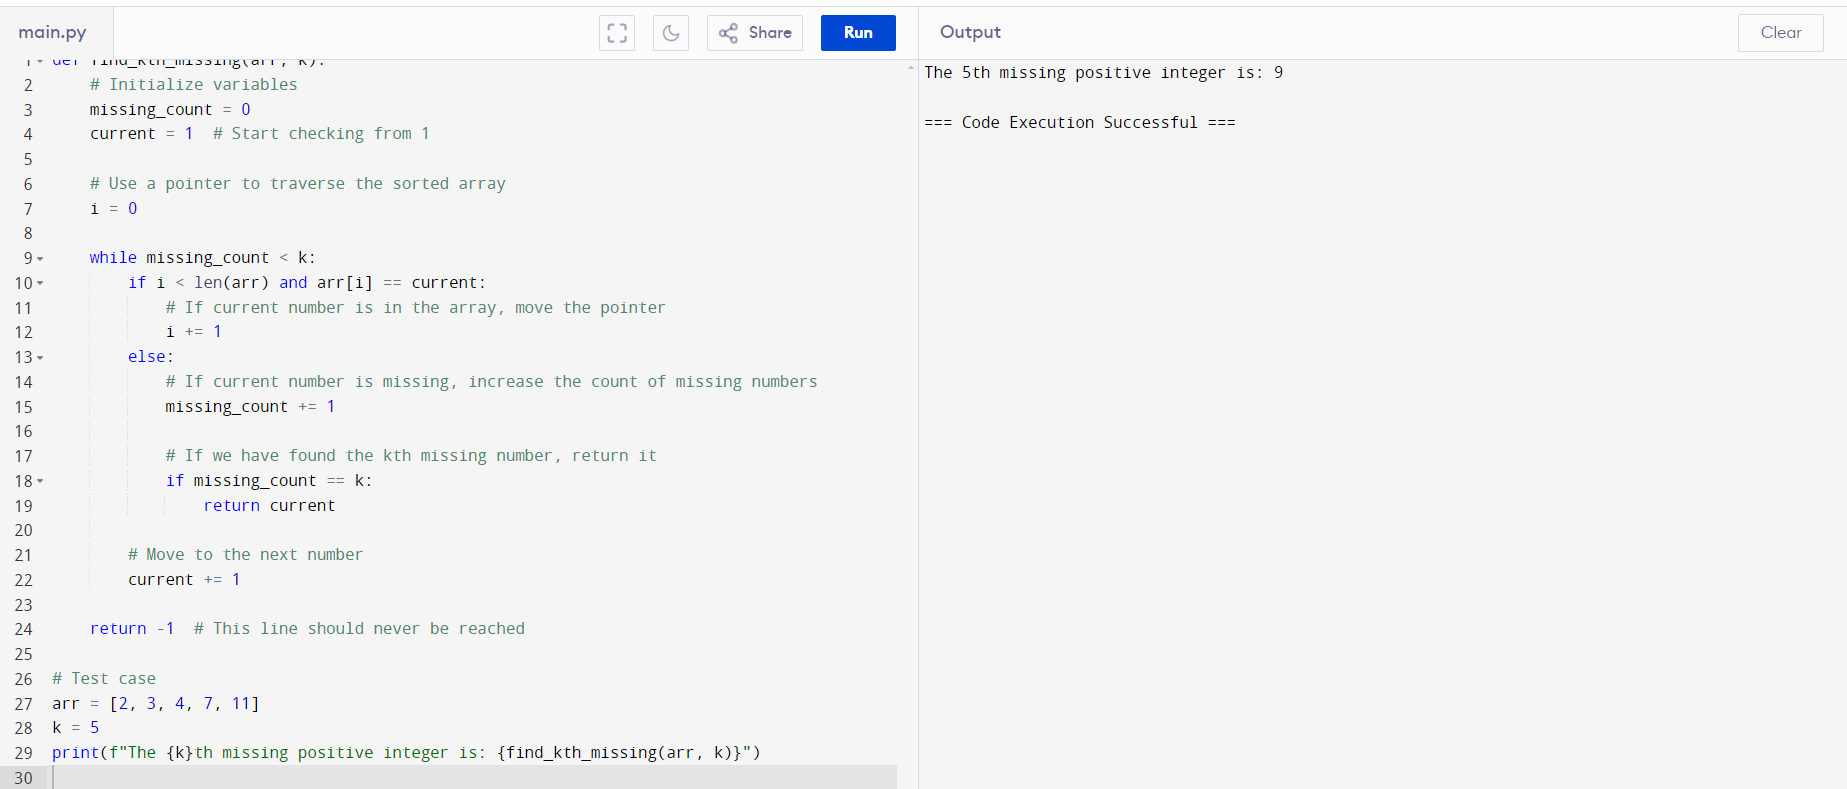 main.py
Share
Run
Output
Clear
1 def find_kth_missing(arr, k):
2     # Initialize variables
3     missing_count = 0
4     current = 1  # Start checking from 1
5
6     # Use a pointer to traverse the sorted array
7     i = 0
8
9     while missing_count < k:
10         if i < len(arr) and arr[i] == current:
11             # If current number is in the array, move the pointer
12             i += 1
13         else:
14             # If current number is missing, increase the count of missing numbers
15             missing_count += 1
16
17             # If we have found the kth missing number, return it
18             if missing_count == k:
19                 return current
20
21         # Move to the next number
22         current += 1
23
24     return -1  # This line should never be reached
25
26 # Test case
27 arr = [2, 3, 4, 7, 11]
28 k = 5
29 print(f"The {k}th missing positive integer is: {find_kth_missing(arr, k)}")
30
The 5th missing positive integer is: 9
=== Code Execution Successful ===